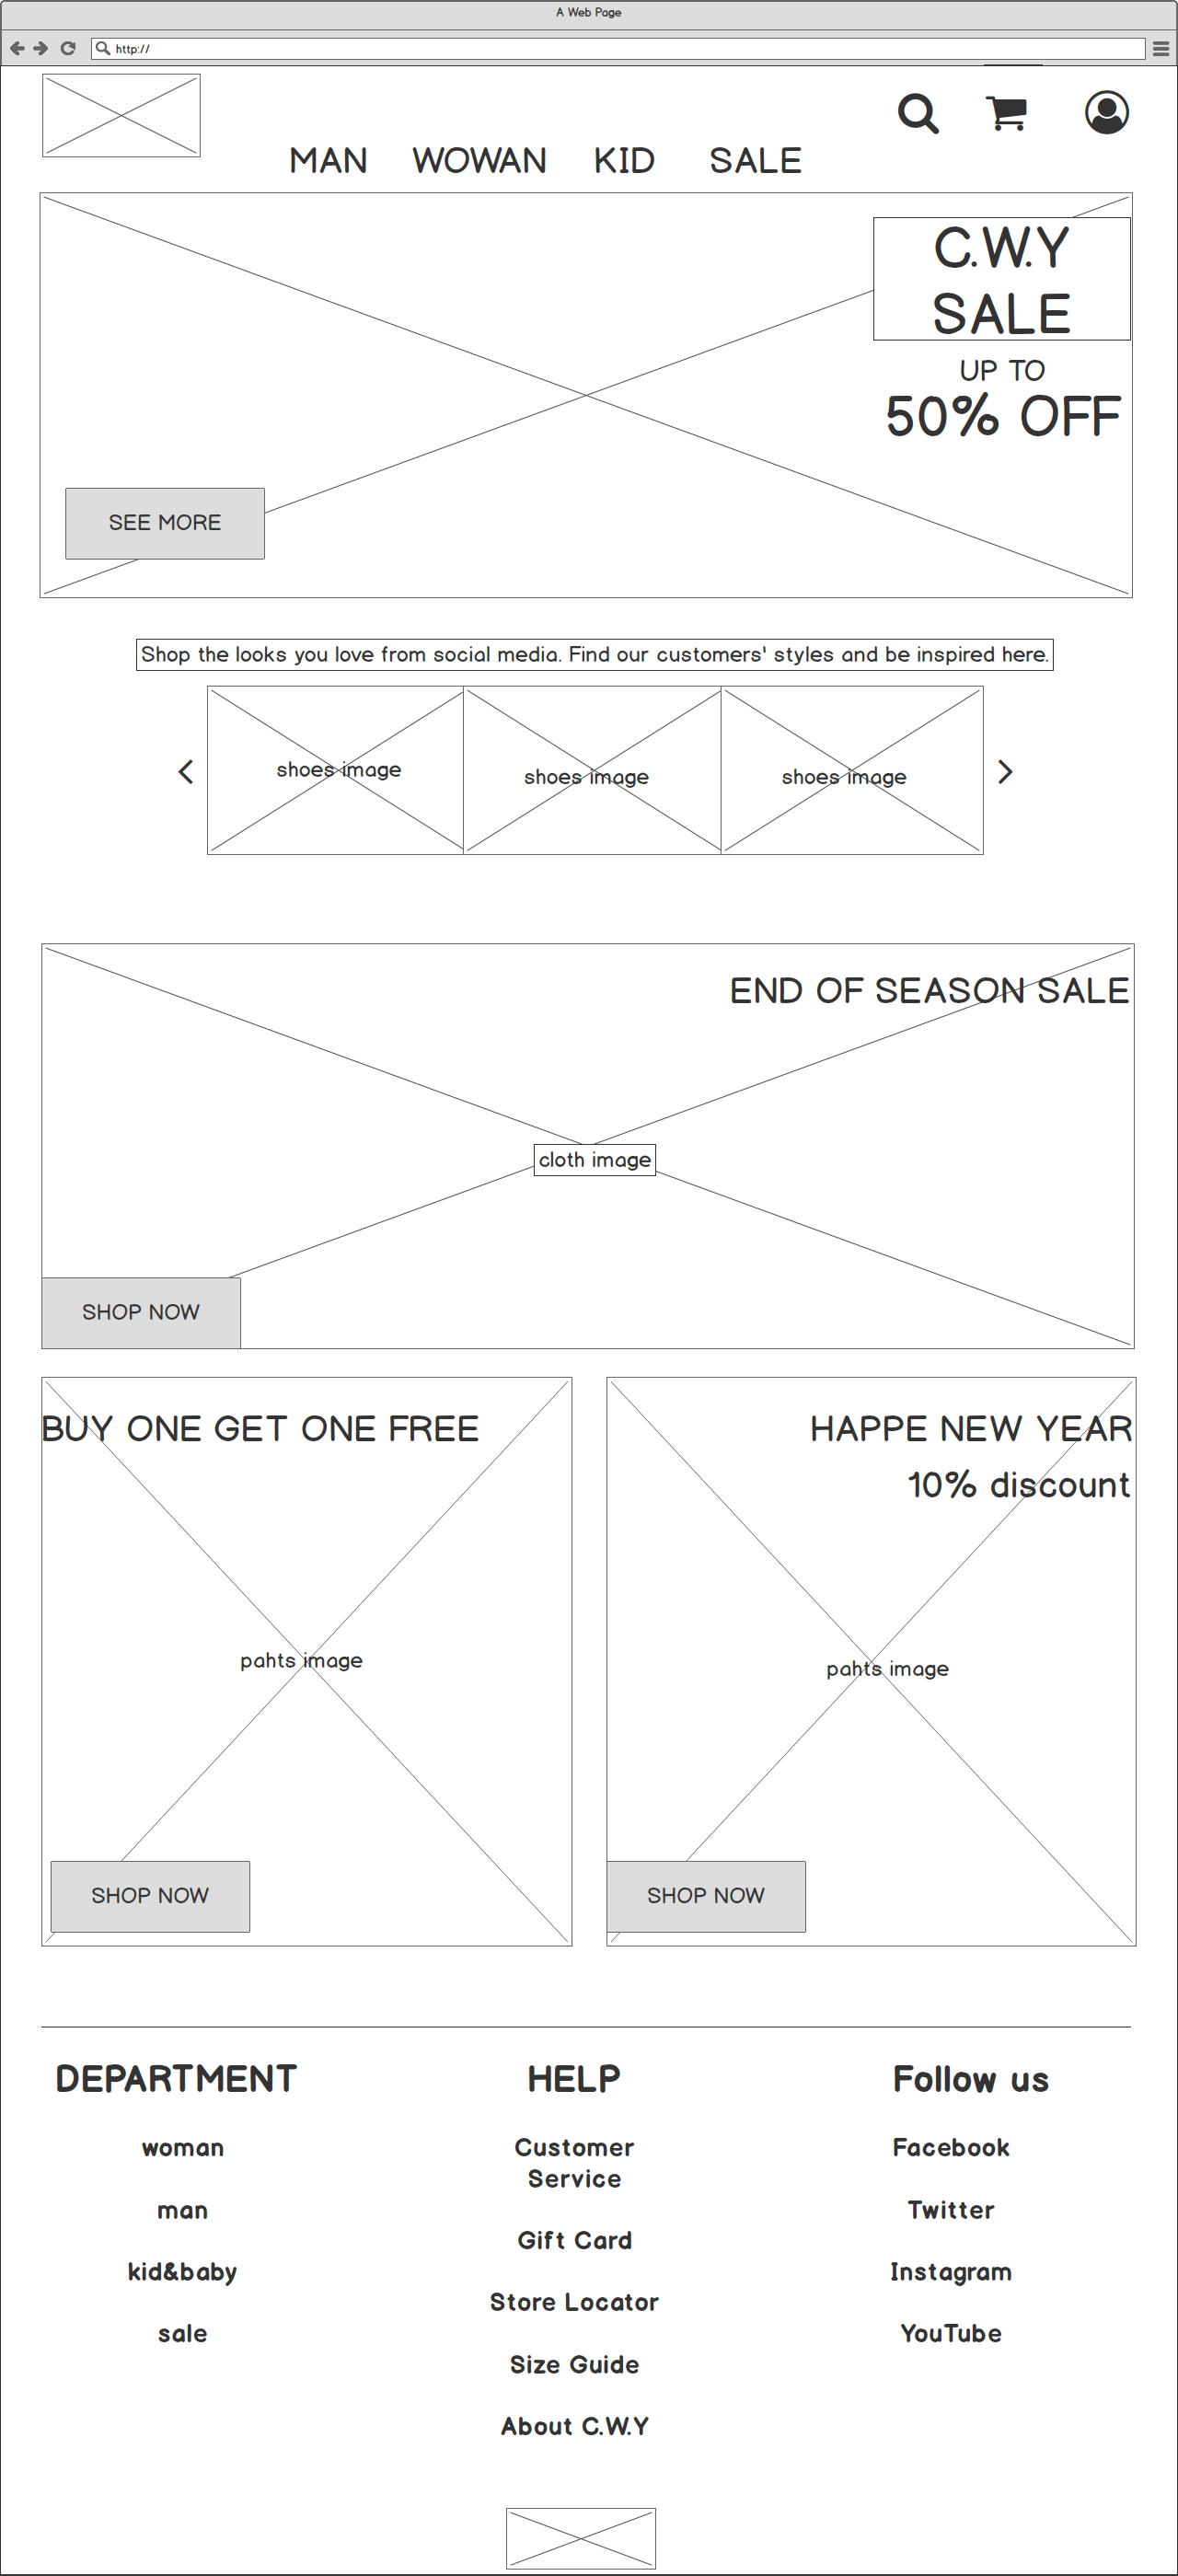 A Web Page
http://
MAN WOWAN KID SALE
C.W.Y
SALE
UP TO
50% OFF
SEE MORE
Shop the looks you love from social media. Find our customers' styles and be inspired here.
shoes image
shoes image
shoes image
END OF SEASON SALE
cloth image
SHOP NOW
BUY ONE GET ONE FREE
pahts image
SHOP NOW
HAPPE NEW YEAR
10% discount
pahts image
SHOP NOW
DEPARTMENT
woman
man
kid&baby
sale
HELP
Customer
Service
Gift Card
Store Locator
Size Guide
About C.W.Y
Follow us
Facebook
Twitter
Instagram
YouTube